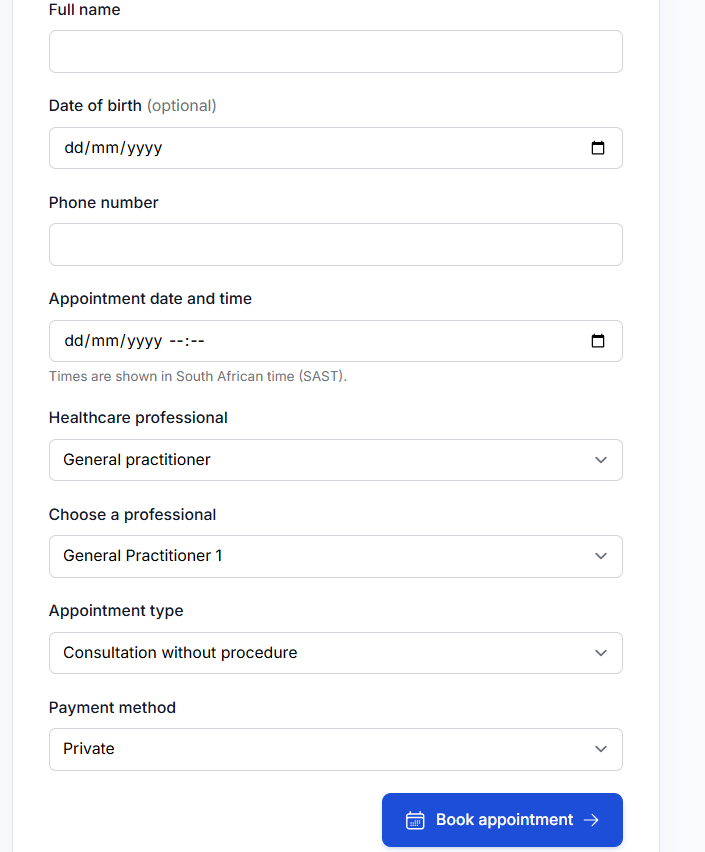 Full name
Date of birth (optional)
dd/mm/yyyy
Phone number
Appointment date and time
dd/mm/yyyy --:--
Times are shown in South African time (SAST).
Healthcare professional
General practitioner
Choose a professional
General Practitioner 1
Appointment type
Consultation without procedure
Payment method
Private
Book appointment →